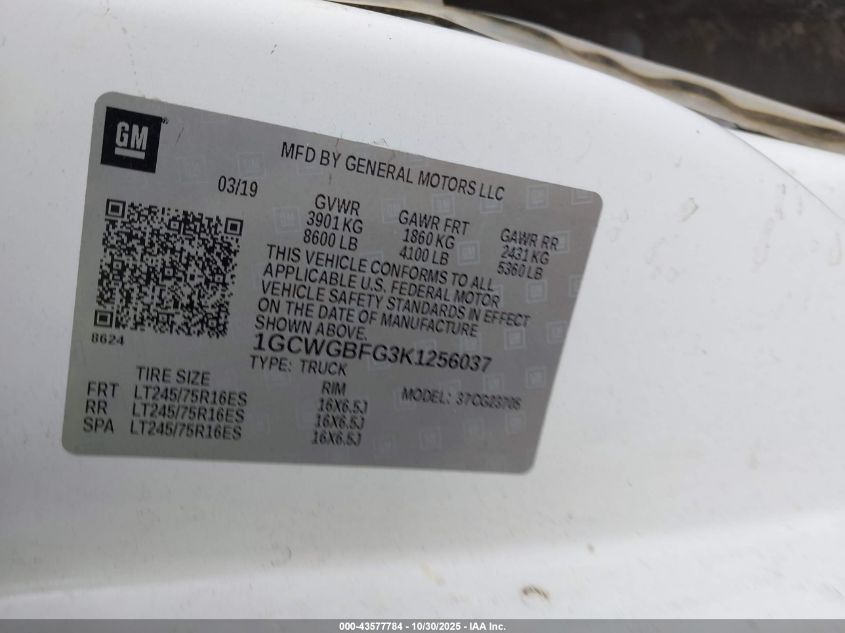 GM
MFD BY GENERAL MOTORS LLC
03/19
GVWR
3901 KG
8600 LB
GAWR FRT
1860 KG
4100 LB
GAWR RR
2431 KG
5360 LB
THIS VEHICLE CONFORMS TO ALL
APPLICABLE U.S. FEDERAL MOTOR
VEHICLE SAFETY STANDARDS IN EFFECT
ON THE DATE OF MANUFACTURE
SHOWN ABOVE.
8624
1GCWGBFG3K1256037
TYPE: TRUCK
MODEL: 37CG23705
TIRE SIZE RIM
FRT LT245/75R16ES 16X6.5J
RR LT245/75R16ES 16X6.5J
SPA LT245/75R16ES 16X6.5J
000-43577784 - 10/30/2025 - IAA Inc.